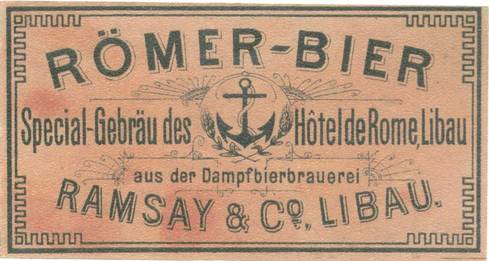 RÖMER-BIER
Special-Gebräu des Hôtel de Rome, Libau
aus der Dampfbierbrauerei
RAMSAY & Co., LIBAU.